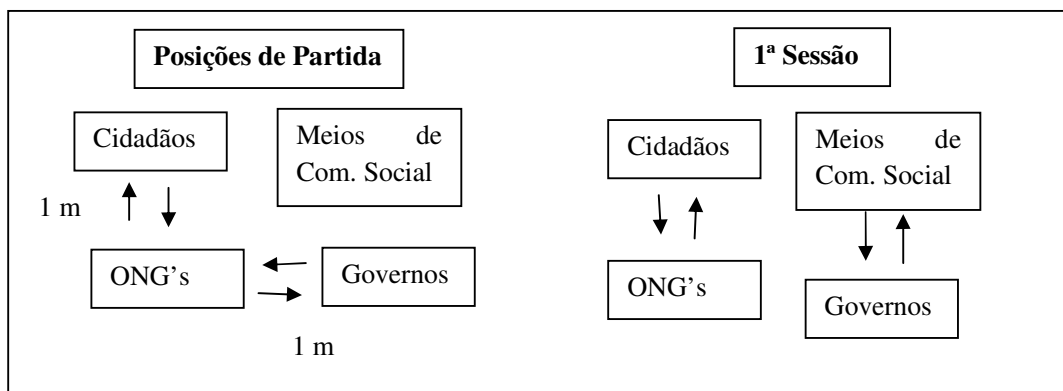 Posições de Partida
Cidadãos
Meios de
Com. Social
1 m
ONG's
Governos
1 m
1ª Sessão
Cidadãos
Meios de
Com. Social
ONG's
Governos